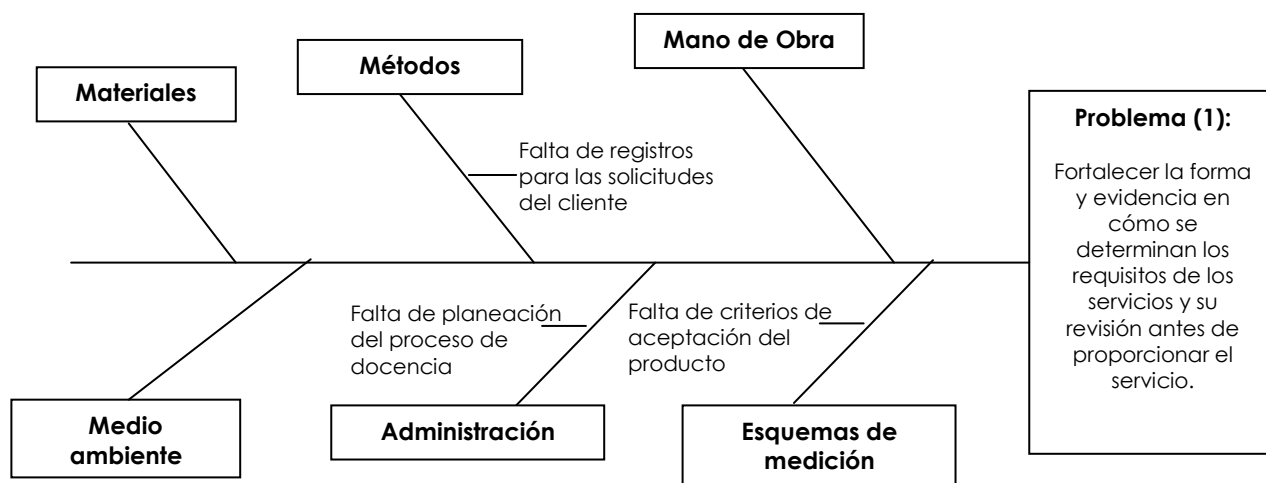 Mano de Obra
Métodos
Materiales
Problema (1):
Fortalecer la forma
y evidencia en
cómo se
determinan los
requisitos de los
servicios y su
revisión antes de
proporcionar el
servicio.
Falta de registros
para las solicitudes
del cliente
Falta de planeación
del proceso de
docencia
Falta de criterios de
aceptación del
producto
Medio
ambiente
Administración
Esquemas de
medición